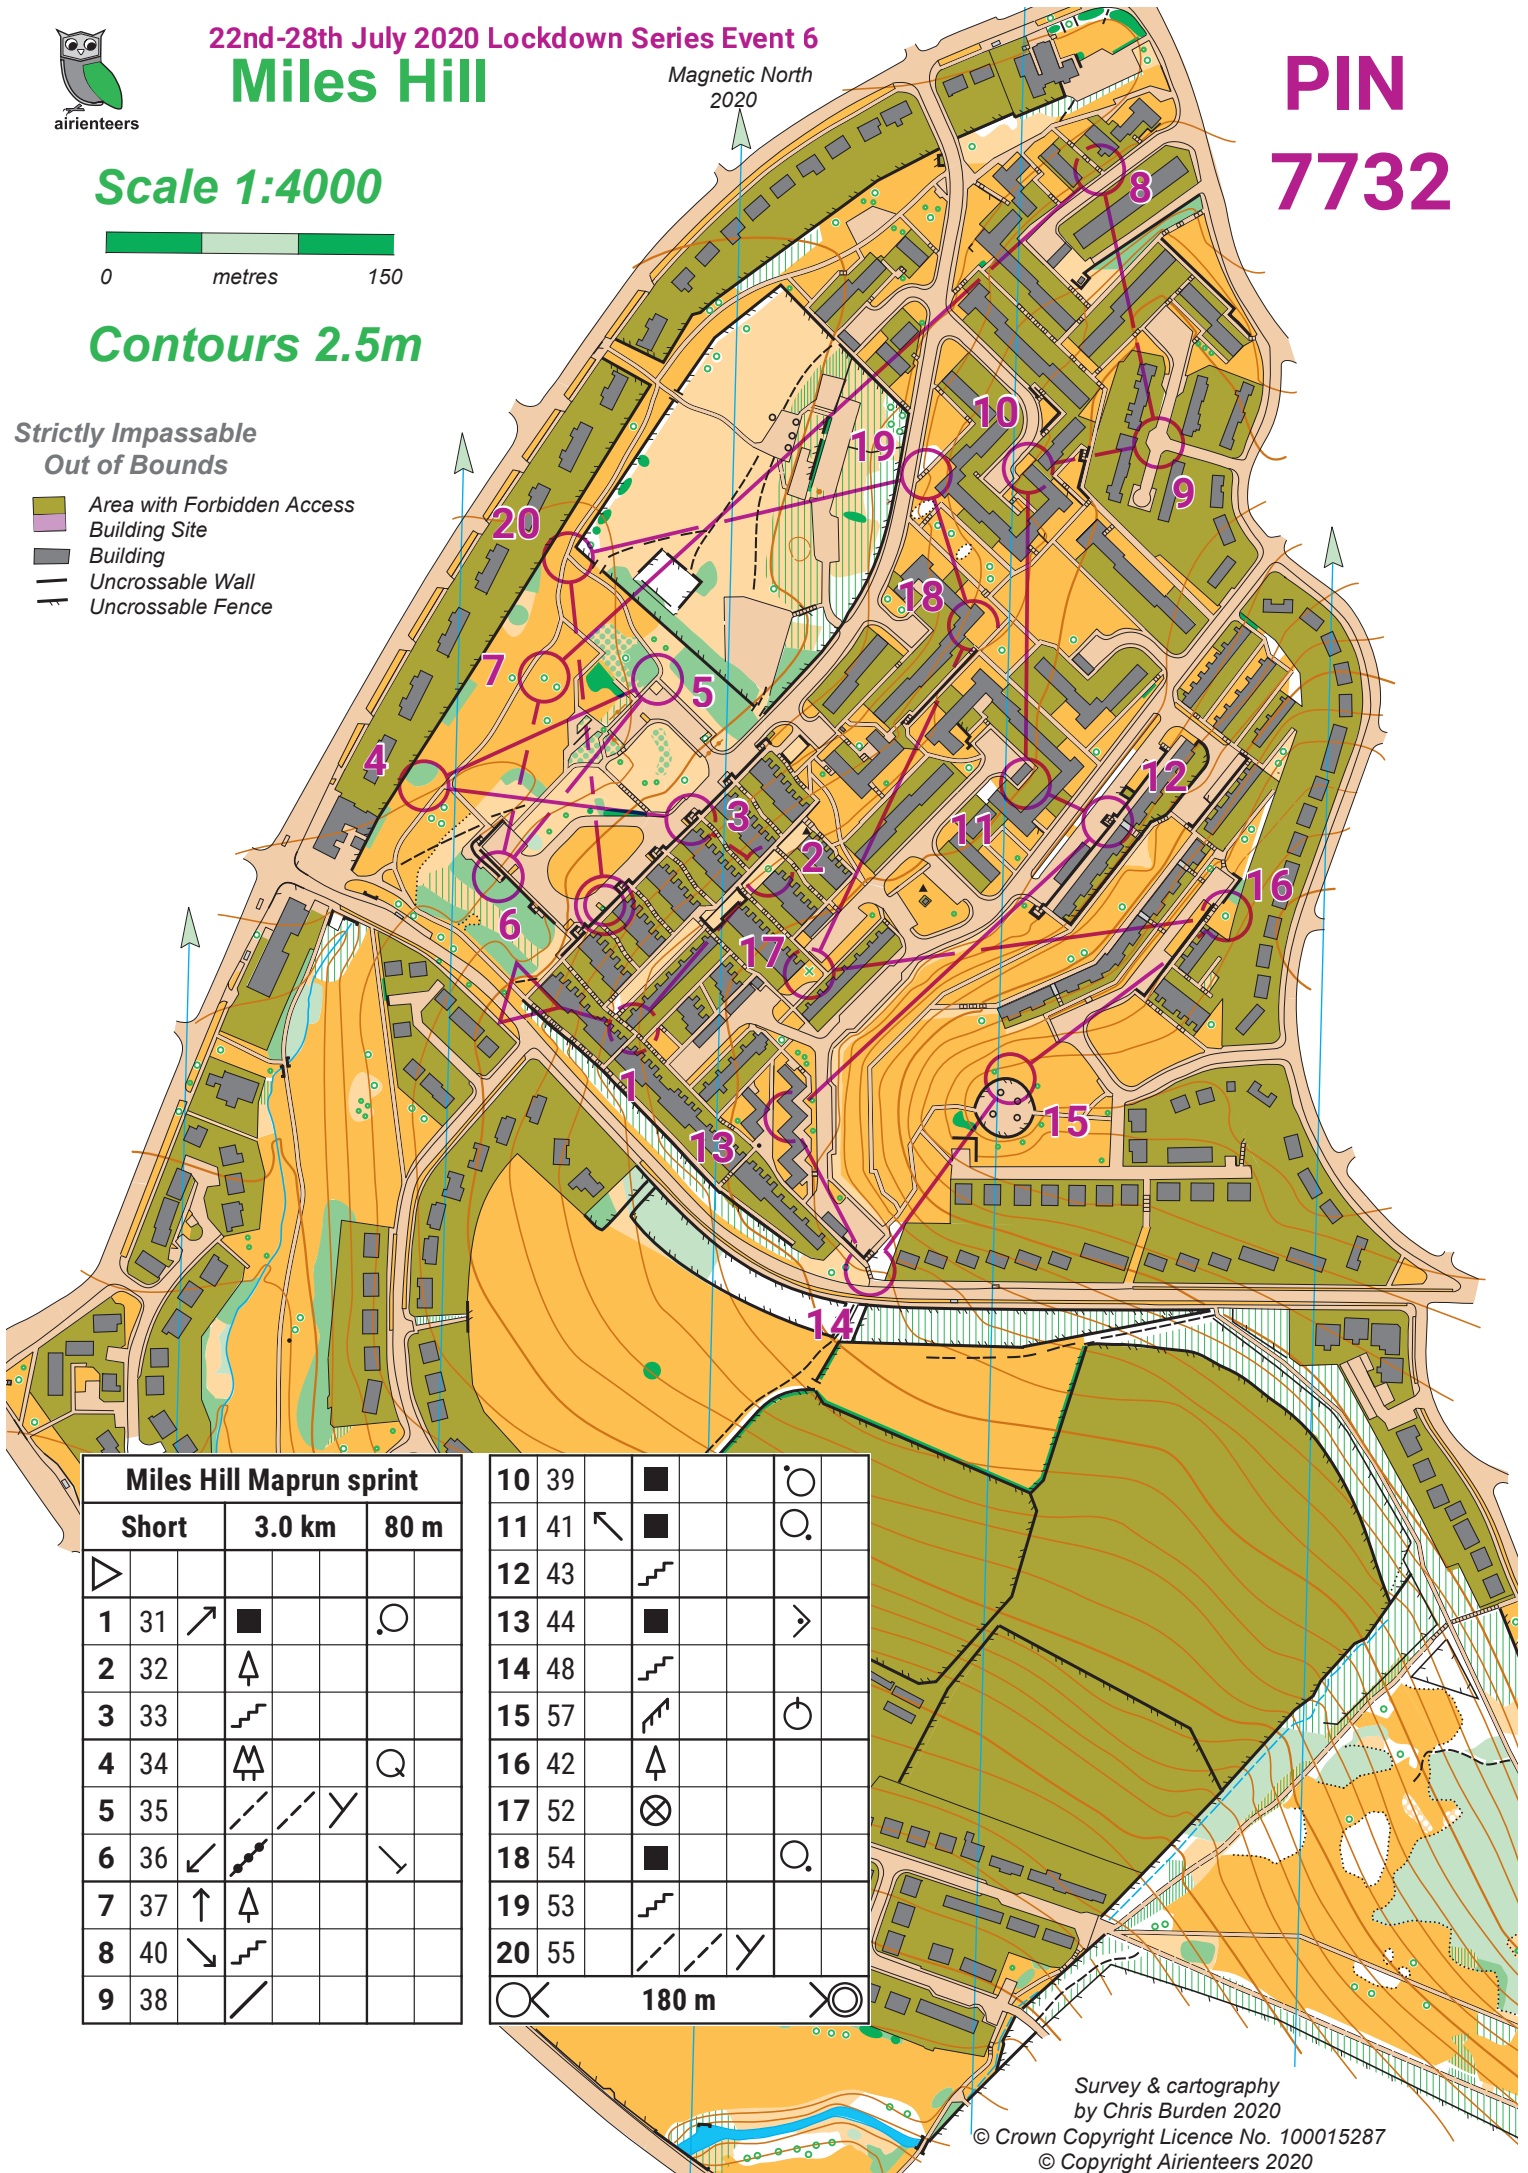 22nd-28th July 2020 Lockdown Series Event 6
Miles Hill
airienteers
Magnetic North
2020
PIN
7732
Scale 1:4000
0 metres 150
Contours 2.5m
Strictly Impassable
Out of Bounds
Area with Forbidden Access
Building Site
Building
Uncrossable Wall
Uncrossable Fence
8
10
19
9
20
18
7
5
4
12
3
11
2
16
6
17
1
15
13
14
Miles Hill Maprun sprint
Short 3.0 km 80 m
1 31
2 32
3 33
4 34
5 35
6 36
7 37
8 40
9 38
10 39
11 41
12 43
13 44
14 48
15 57
16 42
17 52
18 54
19 53
20 55
180 m
Survey & cartography
by Chris Burden 2020
© Crown Copyright Licence No. 100015287
© Copyright Airienteers 2020